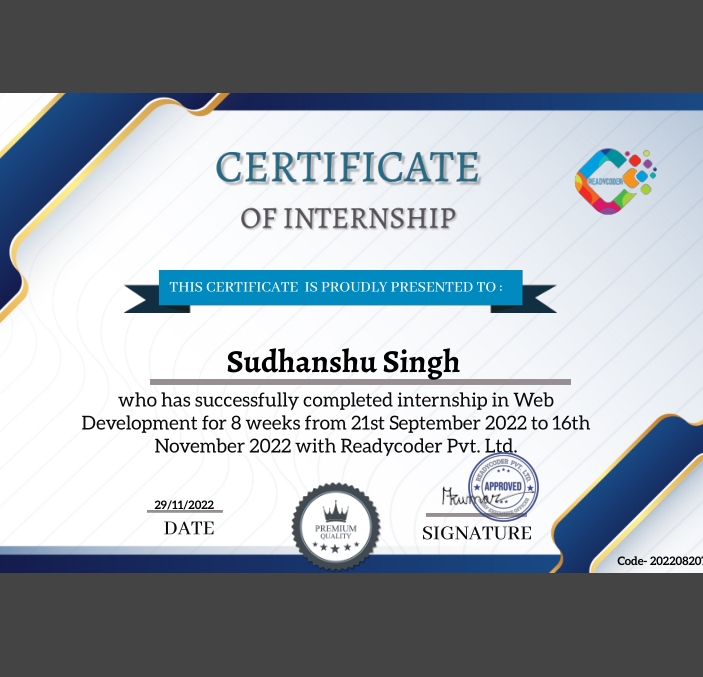 CERTIFICATE
READYCODER
OF INTERNSHIP
THIS CERTIFICATE IS PROUDLY PRESENTED TO :
Sudhanshu Singh
who has successfully completed internship in Web
Development for 8 weeks from 21st September 2022 to 16th
November 2022 with Readycoder Pvt. Ltd.
READYCODER PVT. LTD.
APPROVED
29/11/2022
DATE
PREMIUM
QUALITY
SIGNATURE
Code- 202208207